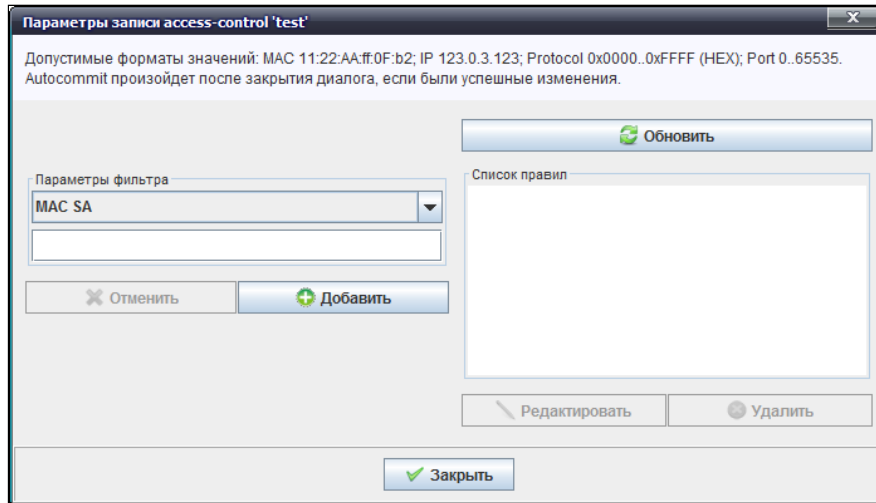 Параметры записи access-control 'test'
Допустимые форматы значений: MAC 11:22:AA:ff:0F:b2; IP 123.0.3.123; Protocol 0x0000..0xFFFF (HEX); Port 0..65535.
Autocommit произойдет после закрытия диалога, если были успешные изменения.
Обновить
Параметры фильтра
MAC SA
Отменить
Добавить
Список правил
Редактировать
Удалить
Закрыть